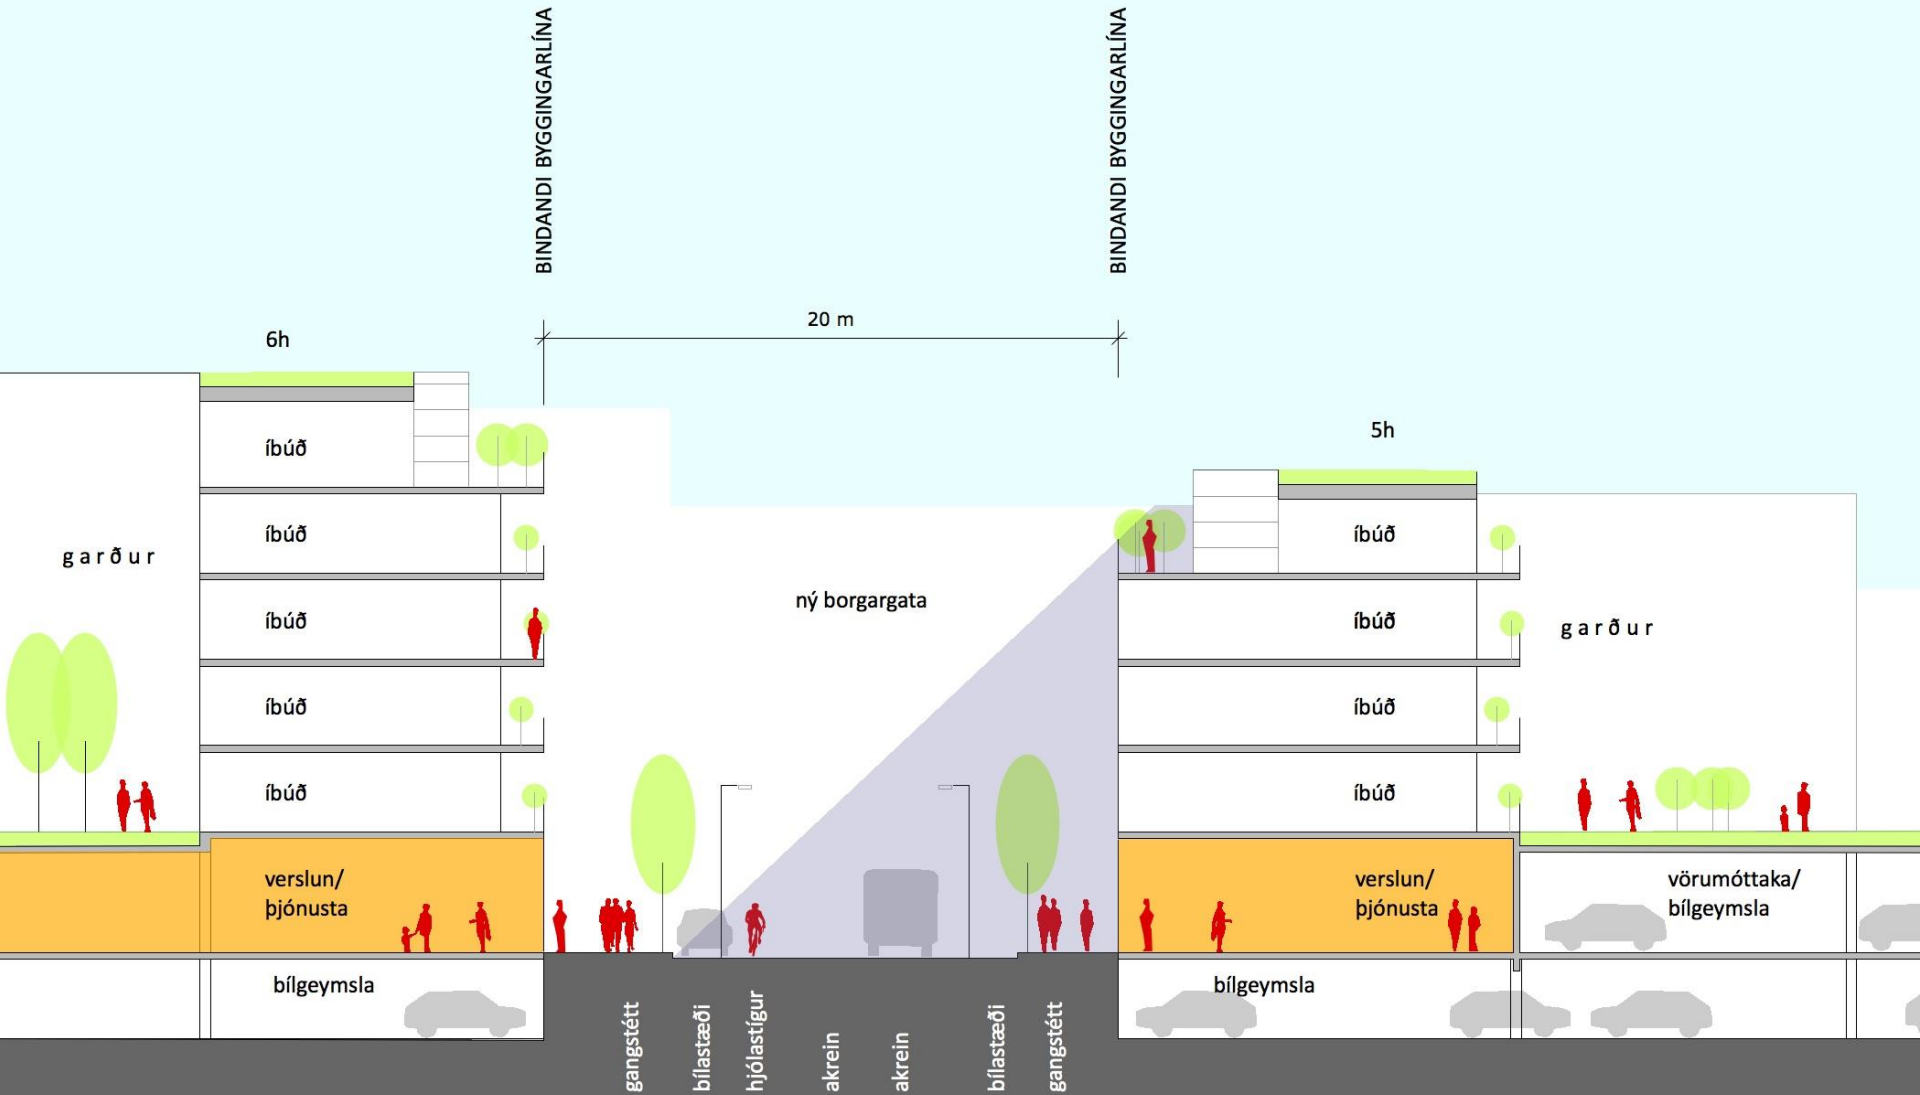 BINDANDI BYGGINGARLÍNA
BINDANDI BYGGINGARLÍNA
20 m
6h
5h
íbúð
íbúð
íbúð
íbúð
íbúð
garður
ný borgargata
íbúð
íbúð
íbúð
íbúð
garður
verslun/
þjónusta
verslun/
þjónusta
vörumóttaka/
bílgeymsla
bílgeymsla
bílgeymsla
gangstétt
bílastæði
hjólastígur
akrein
akrein
bílastæði
gangstétt